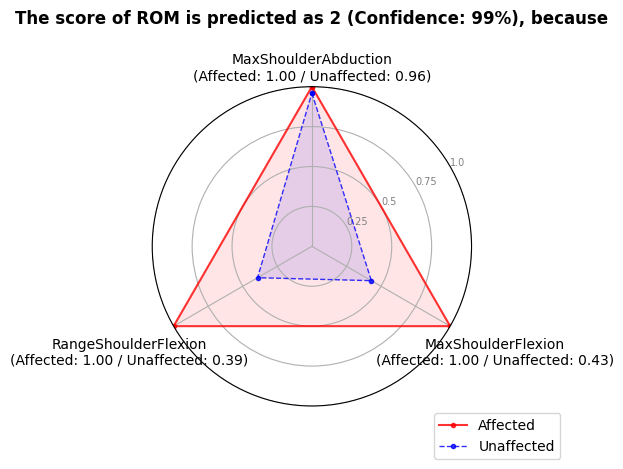 The score of ROM is predicted as 2 (Confidence: 99%), because
MaxShoulderAbduction
(Affected: 1.00 / Unaffected: 0.96)
1.0
0.75
0.5
0.25
RangeShoulderFlexion
(Affected: 1.00 / Unaffected: 0.39)
MaxShoulderFlexion
(Affected: 1.00 / Unaffected: 0.43)
Affected
Unaffected